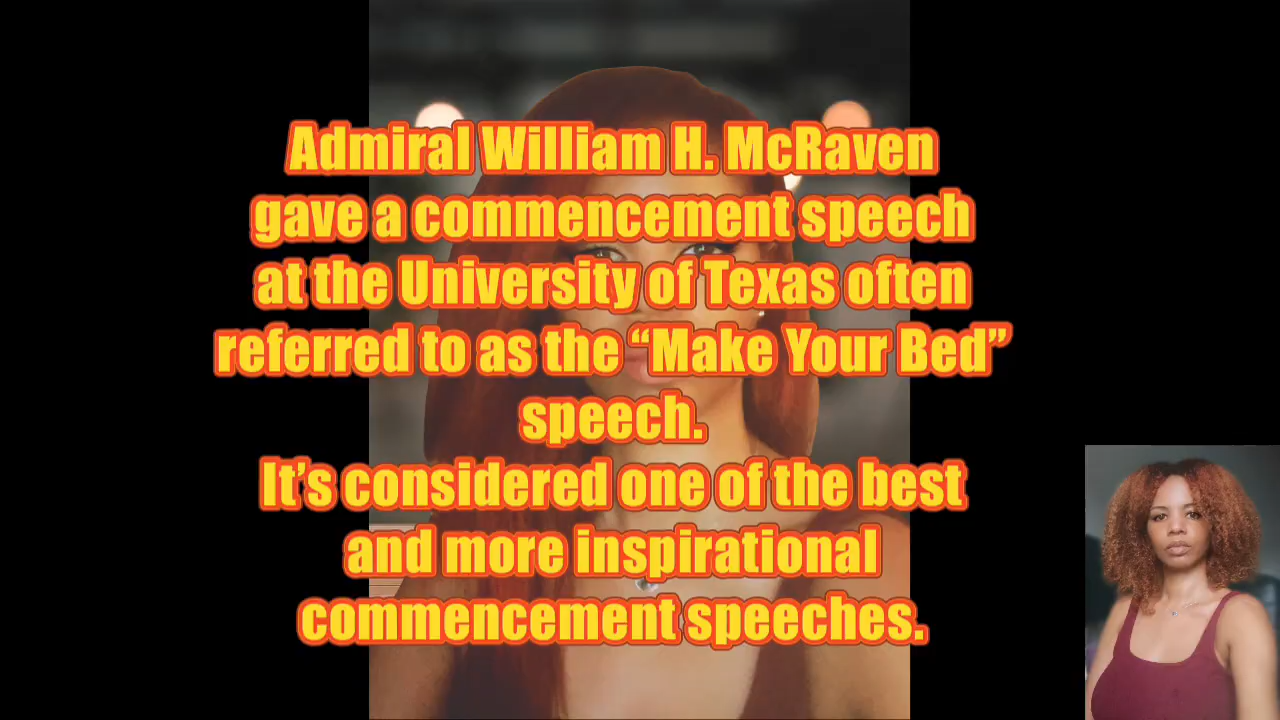 Admiral William H. McRaven
gave a commencement speech
at the University of Texas often
referred to as the “Make Your Bed”
speech.
It’s considered one of the best
and more inspirational
commencement speeches.